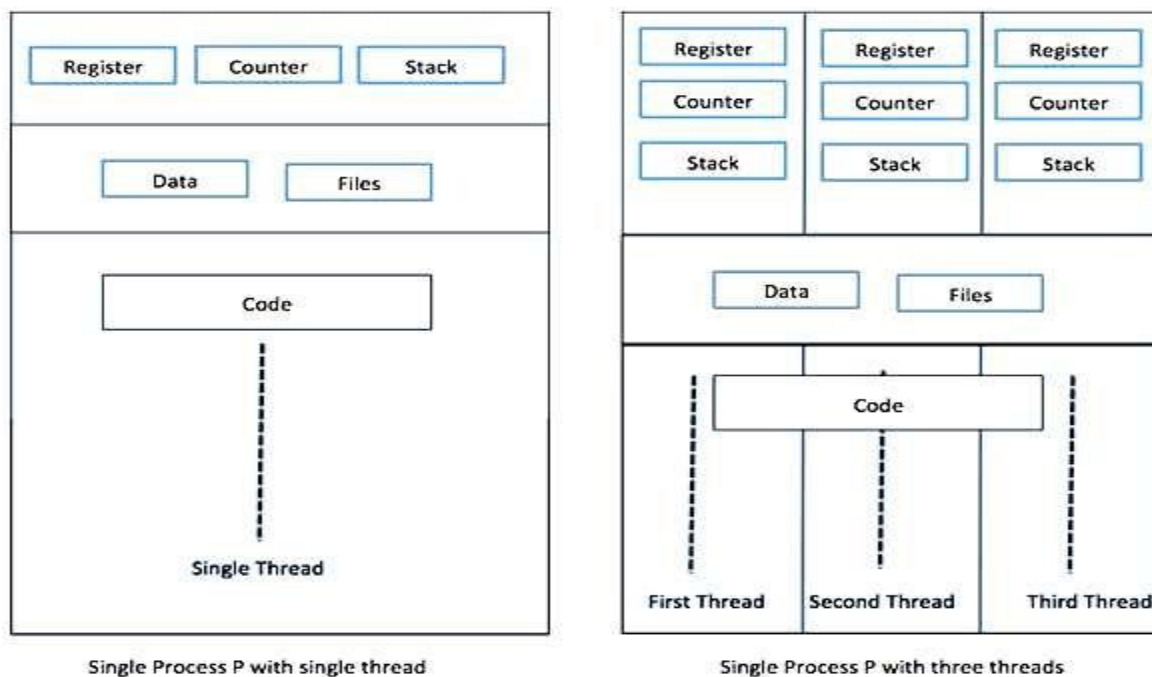 Register Counter Stack
Data Files
Code
Single Thread
Single Process P with single thread
Register Register Register
Counter Counter Counter
Stack Stack Stack
Data Files
Code
First Thread Second Thread Third Thread
Single Process P with three threads